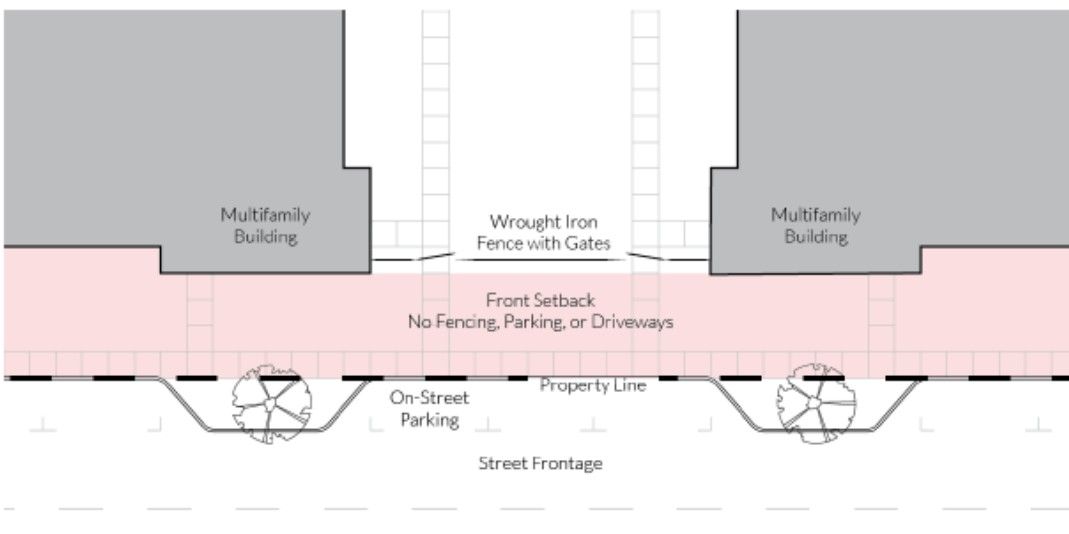 Multifamily
Building
Wrought Iron
Fence with Gates
Multifamily
Building
Front Setback
No Fencing, Parking, or Driveways
Property Line
On-Street
Parking
Street Frontage